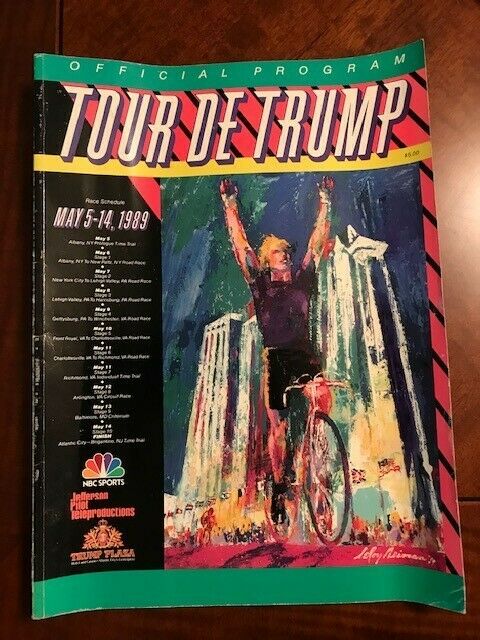 OFFICIAL PROGRAM
TOUR DE TRUMP
$5.00
Race Schedule
MAY 5-14, 1989
May 5
Albany, NY Prologue Time Trial
May 6
Stage 1
Albany, NY To New Paltz, NY Road Race
May 7
Stage 2
New York City To Lehigh Valley, PA Road Race
May 8
Stage 3
Lehigh Valley, PA To Harrisburg, PA Road Race
May 9
Stage 4
Gettysburg, PA To Winchester, VA Road Race
May 10
Stage 5
Front Royal, VA To Charlottesville, VA Road Race
May 11
Stage 6
Charlottesville, VA To Richmond, VA Road Race
May 11
Stage 7
Richmond, VA Individual Time Trial
May 12
Stage 8
Arlington, VA Circuit Race
May 13
Stage 9
Baltimore, MD Criterium
May 14
Stage 10
FINISH
Atlantic City—Brigantine, NJ Time Trial
NBC SPORTS
Jefferson
Pilot
Teleproductions
TRUMP PLAZA
LeRoy Neiman